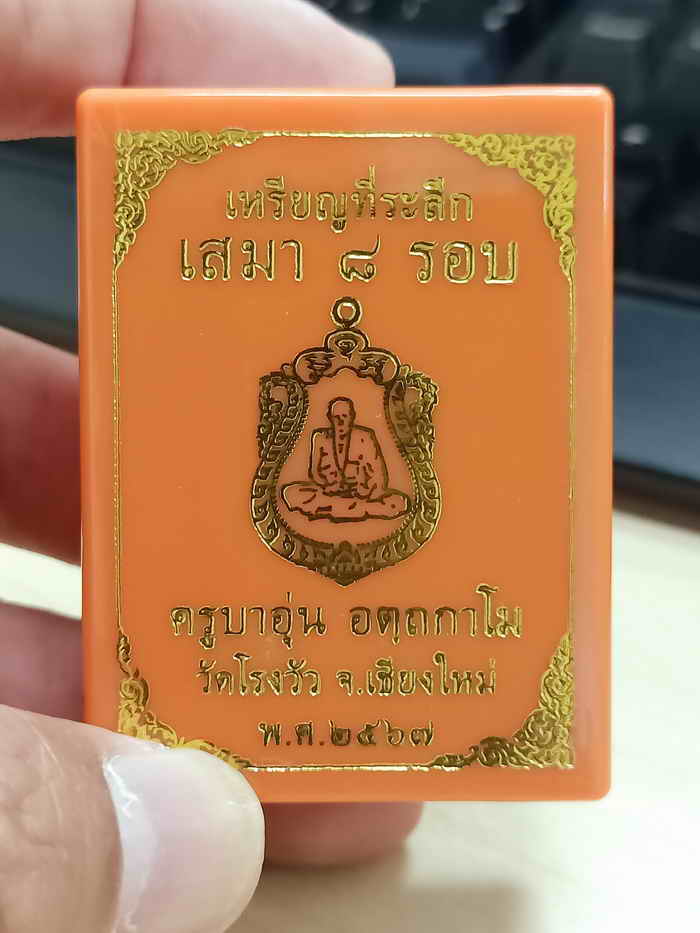 เหรียญที่ระลึก
เสมา ๘ รอบ
ครูบาอุ่น อตฺถกาโม
วัดโรงวัว จ.เชียงใหม่
พ.ศ.๒๕๖๗